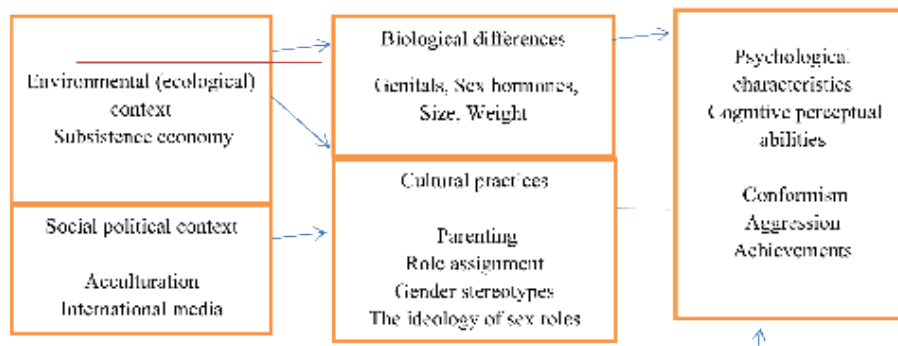 Environmental (ecological)
context
Subsistence economy
Social political context
Acculturation
International media
Biological differences
Genitals, Sex hormones,
Size, Weight
Cultural practices
Parenting
Role assignment
Gender stereotypes
The ideology of sex roles
Psychological
characteristics
Cognitive perceptual
abilities
Conformism
Aggression
Achievements